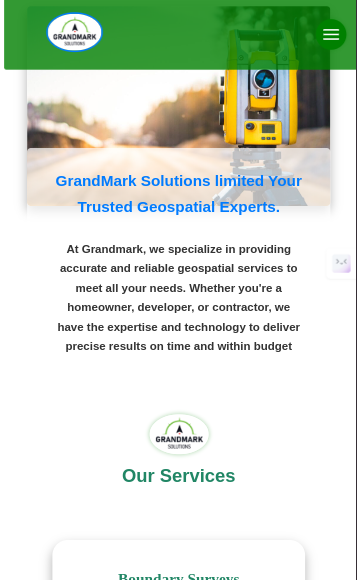 GRANDMARK
SOLUTIONS
GrandMark Solutions limited Your
Trusted Geospatial Experts.
At Grandmark, we specialize in providing
accurate and reliable geospatial services to
meet all your needs. Whether you're a
homeowner, developer, or contractor, we
have the expertise and technology to deliver
precise results on time and within budget
GRANDMARK
SOLUTIONS
Our Services
Boundary Surveys